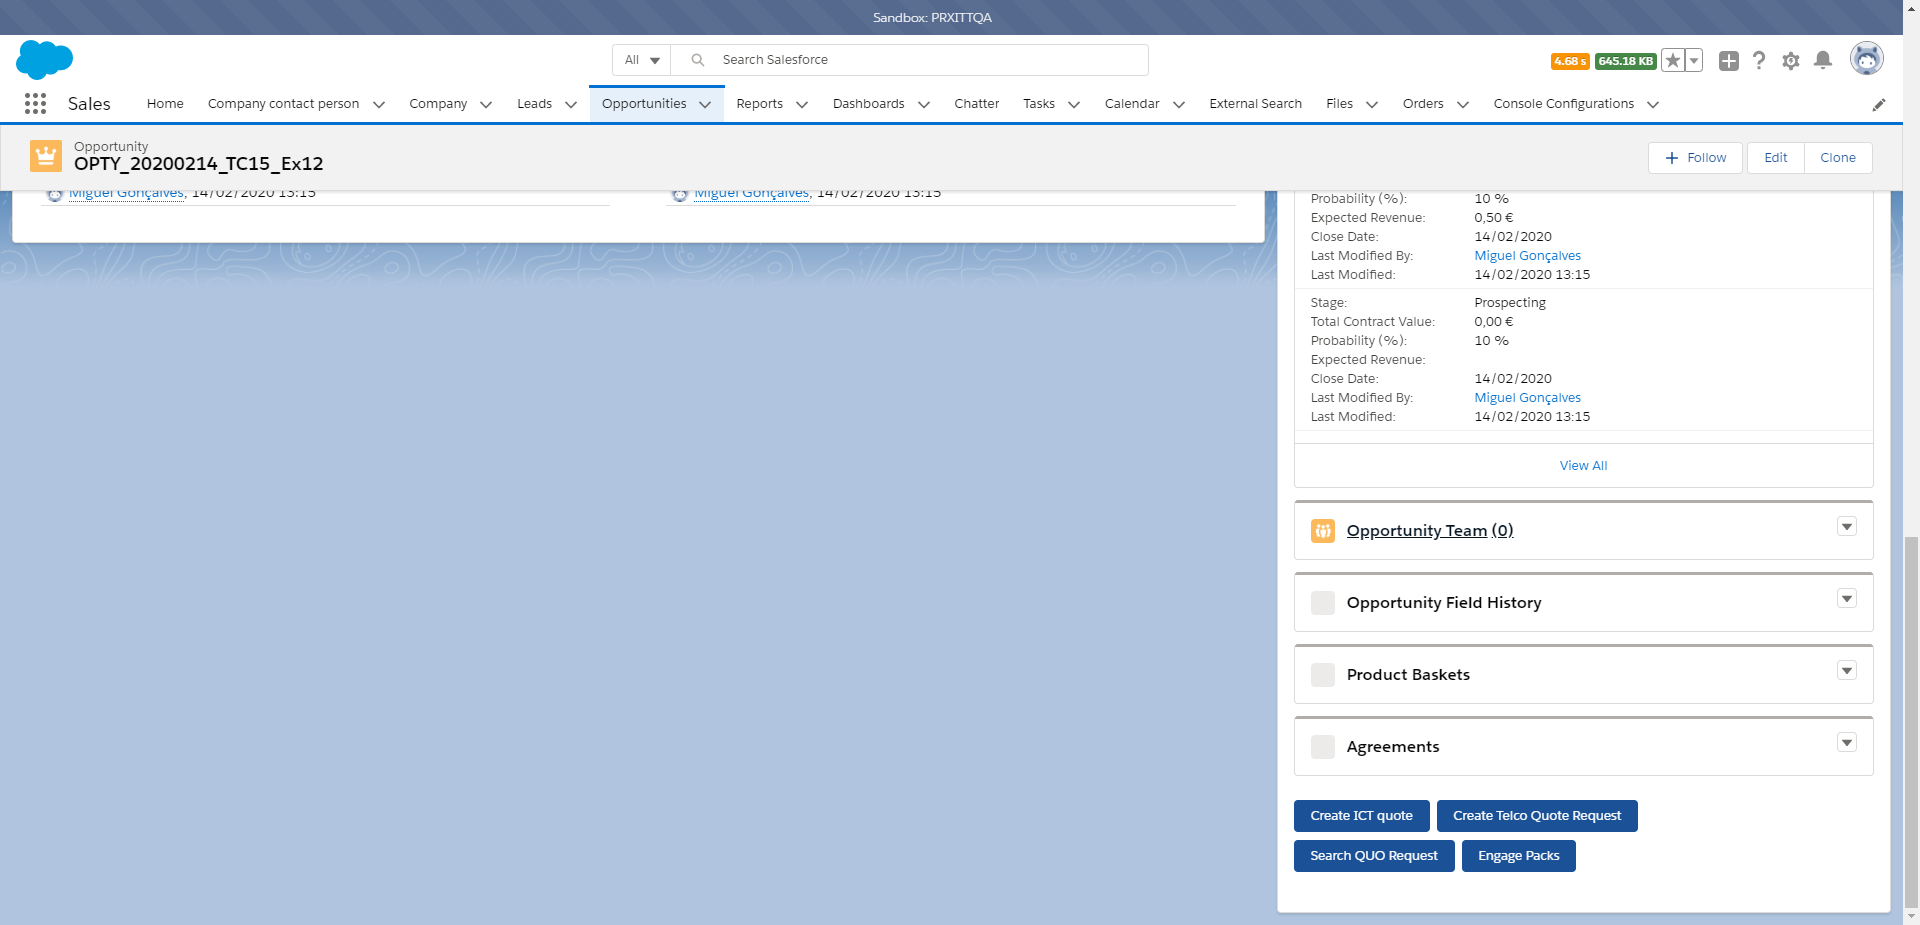 Sandbox: PRXITTQA
All
Search Salesforce
4.68 s
645.18 KB
Sales
Home
Company contact person
Company
Leads
Opportunities
Reports
Dashboards
Chatter
Tasks
Calendar
External Search
Files
Orders
Console Configurations
Opportunity
OPTY_20200214_TC15_Ex12
Follow
Edit
Clone
Miguel Gonçalves, 14/02/2020 13:15
Miguel Gonçalves, 14/02/2020 13:15
Probability (%): 10 %
Expected Revenue: 0,50 €
Close Date: 14/02/2020
Last Modified By: Miguel Gonçalves
Last Modified: 14/02/2020 13:15
Stage: Prospecting
Total Contract Value: 0,00 €
Probability (%): 10 %
Expected Revenue:
Close Date: 14/02/2020
Last Modified By: Miguel Gonçalves
Last Modified: 14/02/2020 13:15
View All
Opportunity Team (0)
Opportunity Field History
Product Baskets
Agreements
Create ICT quote
Create Telco Quote Request
Search QUO Request
Engage Packs